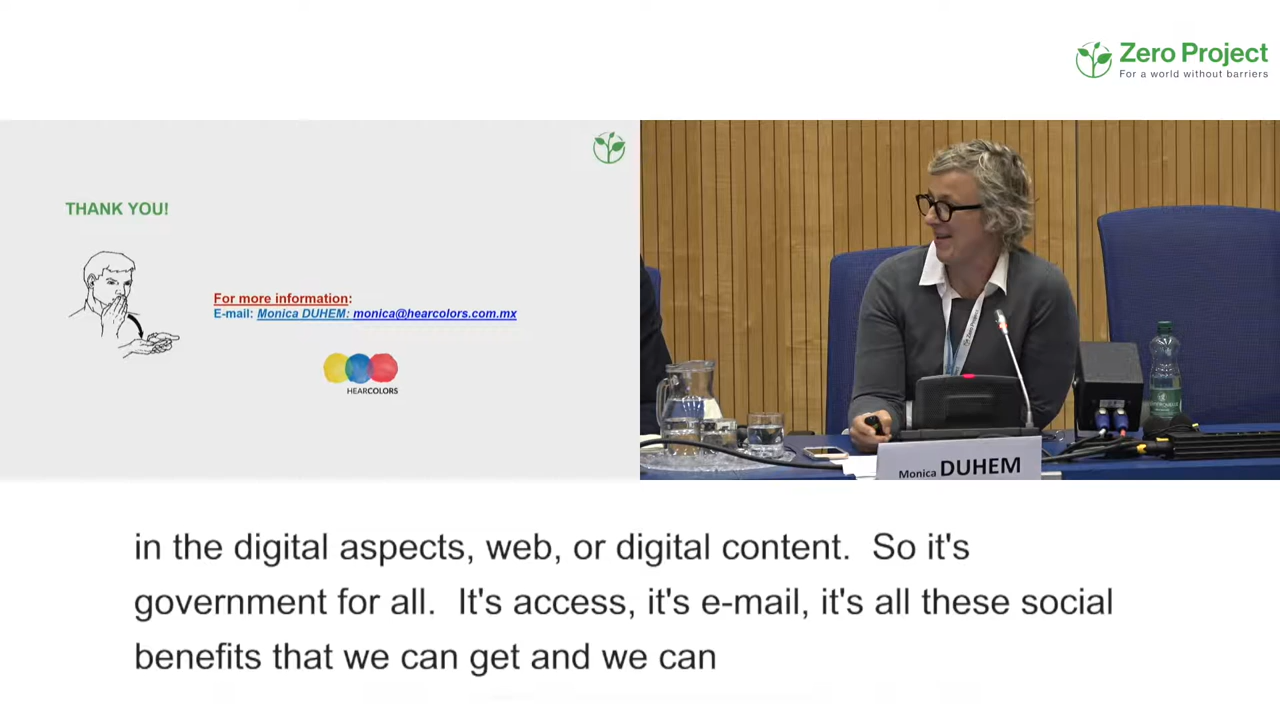 Zero Project
For a world without barriers
THANK YOU!
For more information:
E-mail: Monica DUHEM: monica@hearcolors.com.mx
HEARCOLORS
Monica DUHEM
in the digital aspects, web, or digital content.  So it's
government for all.  It's access, it's e-mail, it's all these social
benefits that we can get and we can